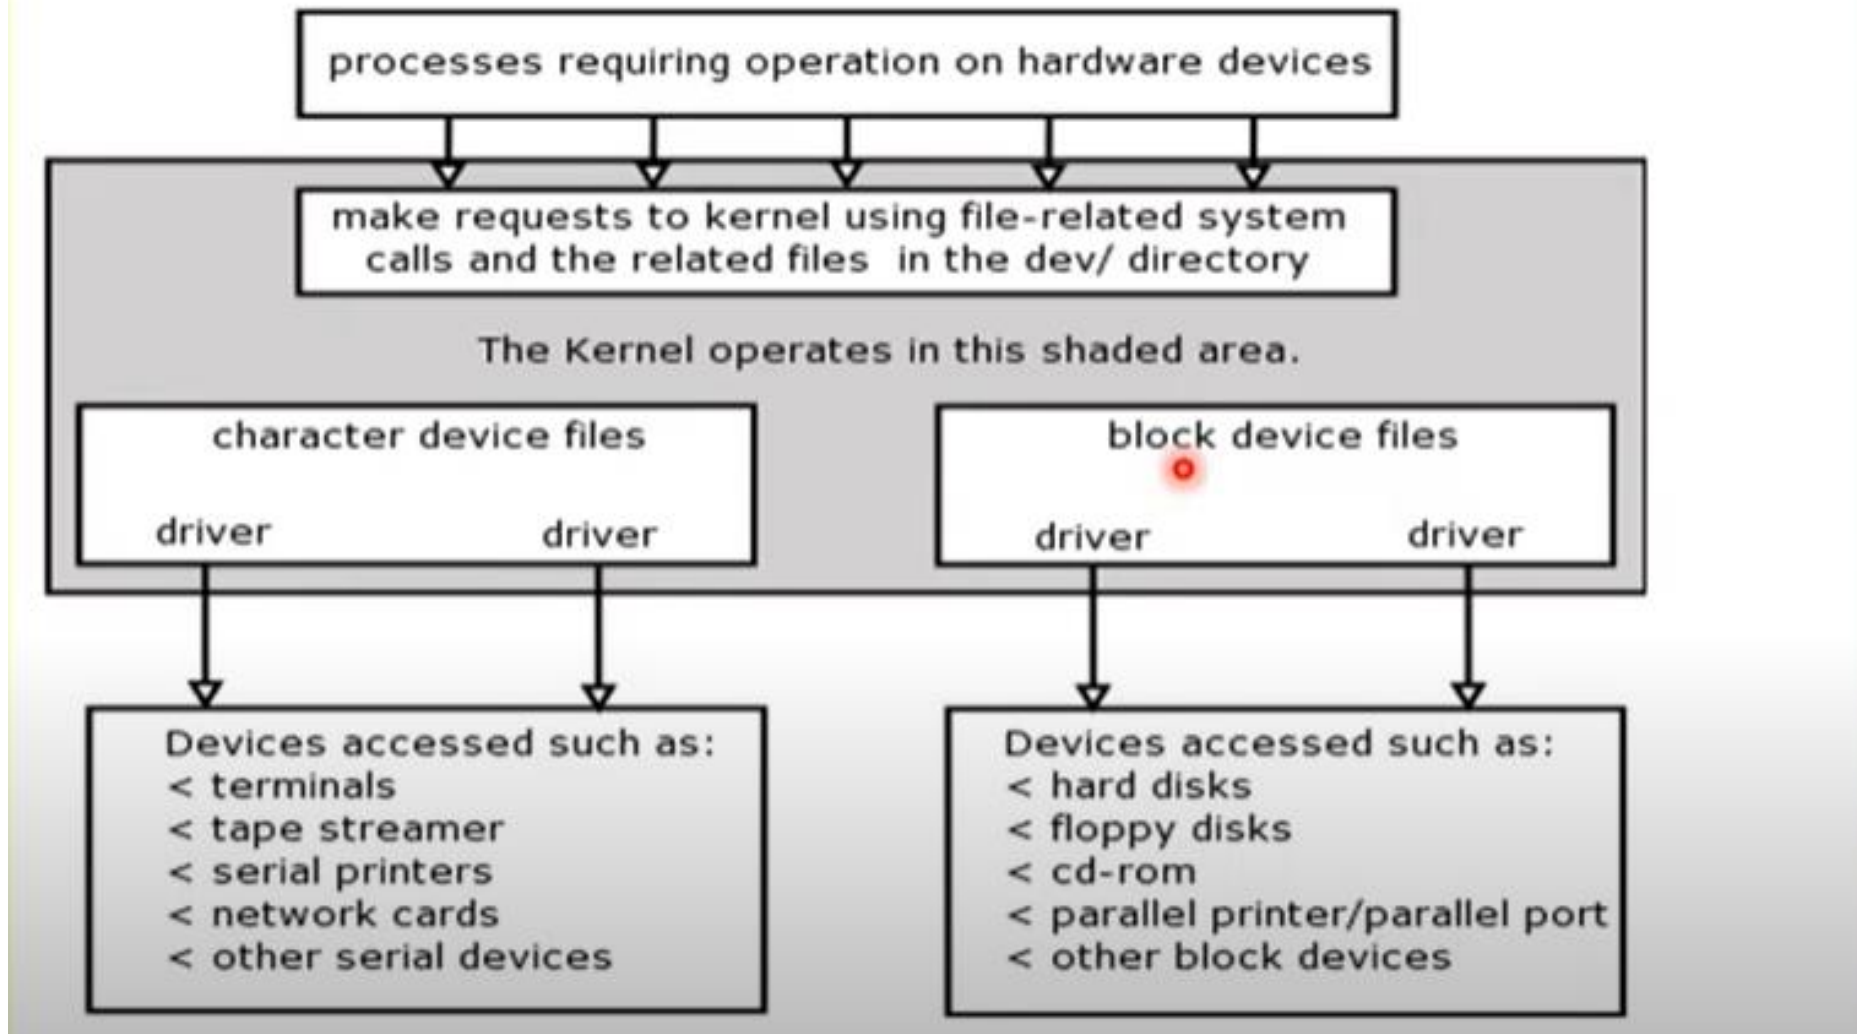 processes requiring operation on hardware devices
make requests to kernel using file-related system
calls and the related files in the dev/ directory
The Kernel operates in this shaded area.
character device files
driver driver
block device files
driver driver
Devices accessed such as:
< terminals
< tape streamer
< serial printers
< network cards
< other serial devices
Devices accessed such as:
< hard disks
< floppy disks
< cd-rom
< parallel printer/parallel port
< other block devices